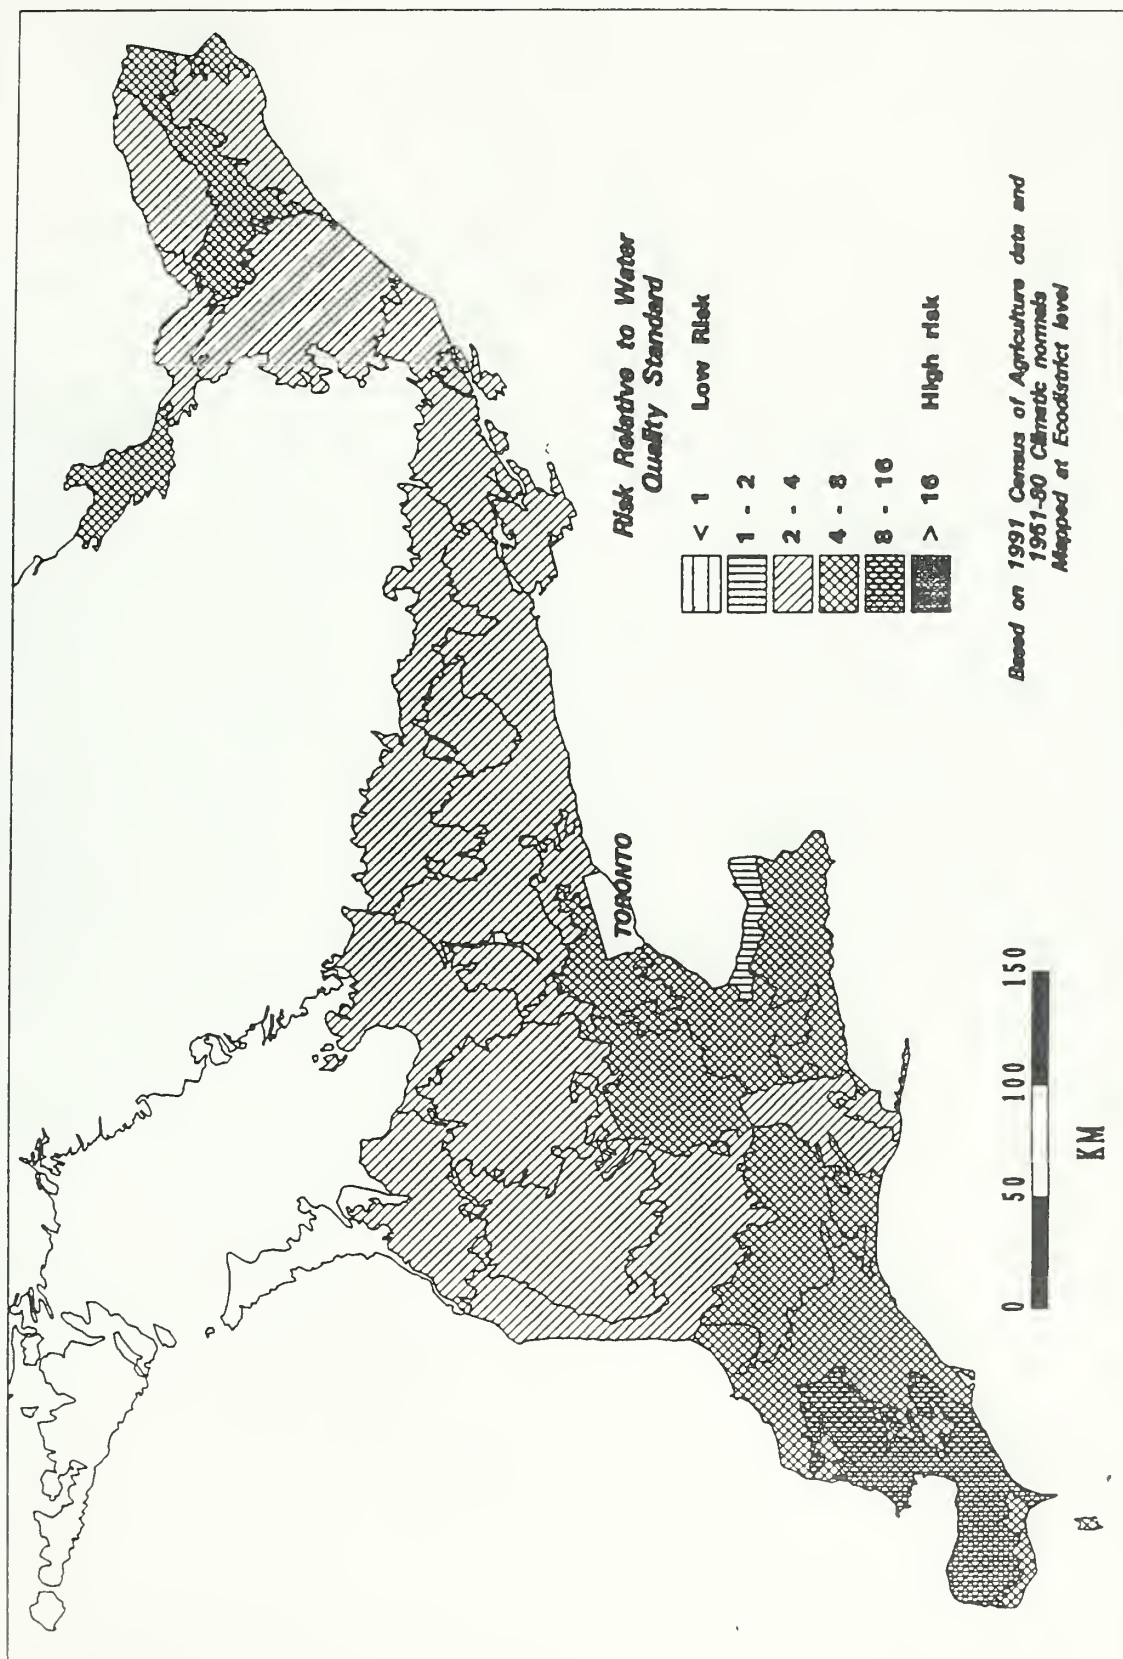 Risk Relative to Water
Quality Standard
< 1 Low Risk
1 - 2
2 - 4
4 - 8
8 - 16
> 16 High risk
TORONTO
0 50 100 150
KM
Based on 1991 Census of Agriculture data and
1951-80 Climatic normals
Mapped at Ecodistrict level